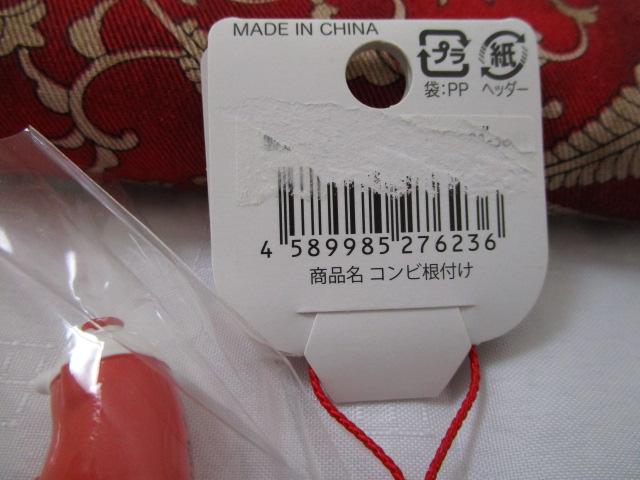 MADE IN CHINA
プラ 紙
袋:PP ヘッダー
4 589985 276236
商品名 コンビ根付け